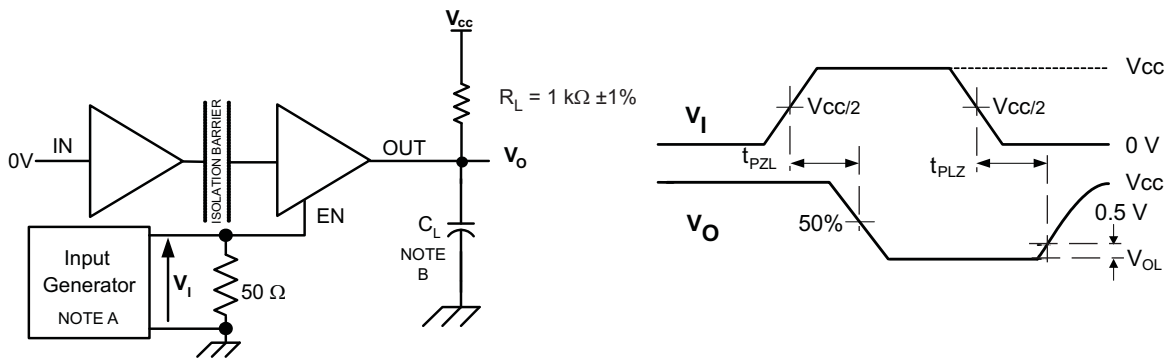 Vcc
RL = 1 kΩ ±1%
0V
IN
ISOLATION BARRIER
OUT
VO
EN
CL
NOTE
B
Input
Generator
NOTE A
VI
50 Ω
Vcc
VI
Vcc/2
Vcc/2
0 V
tPZL
tPLZ
Vcc
VO
50%
0.5 V
VOL